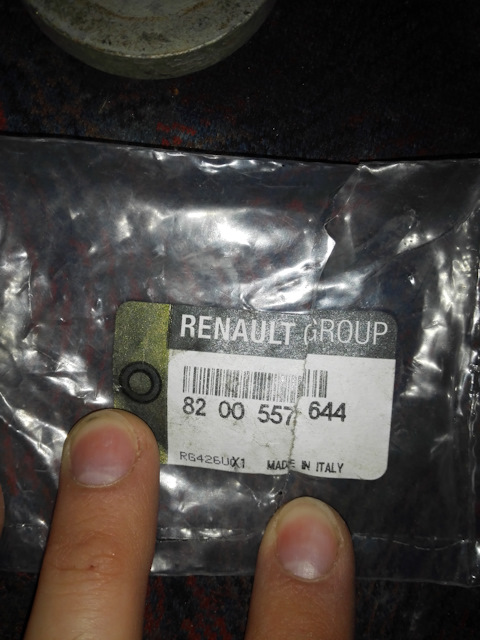 RENAULT GROUP
82 00 557 644
RG426UX1 MADE IN ITALY